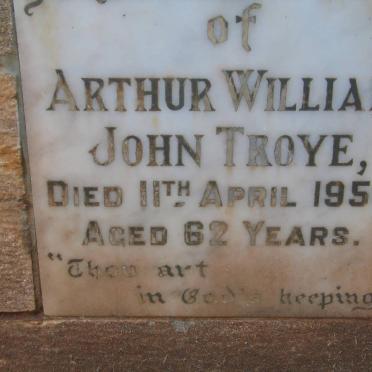 of
ARTHUR WILLIA
JOHN TROYE,
DIED 11TH APRIL 195
AGED 62 YEARS.
"Thou art
in God's keeping